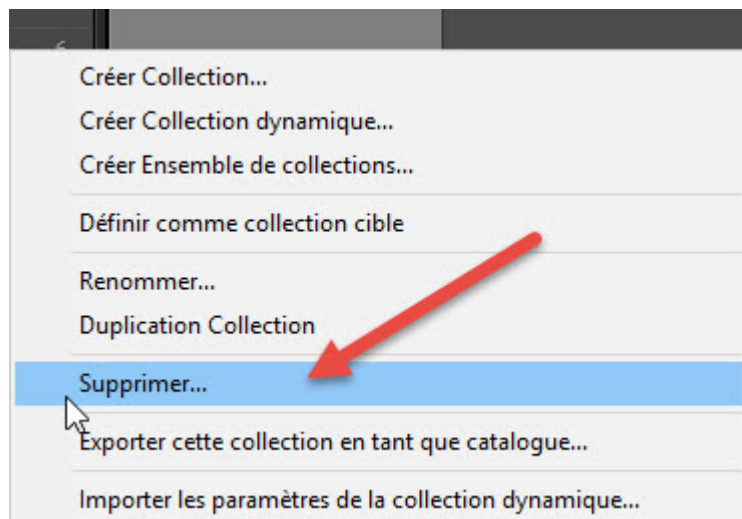 Créer Collection...
Créer Collection dynamique...
Créer Ensemble de collections...
Définir comme collection cible
Renommer...
Duplication Collection
Supprimer...
Exporter cette collection en tant que catalogue...
Importer les paramètres de la collection dynamique...